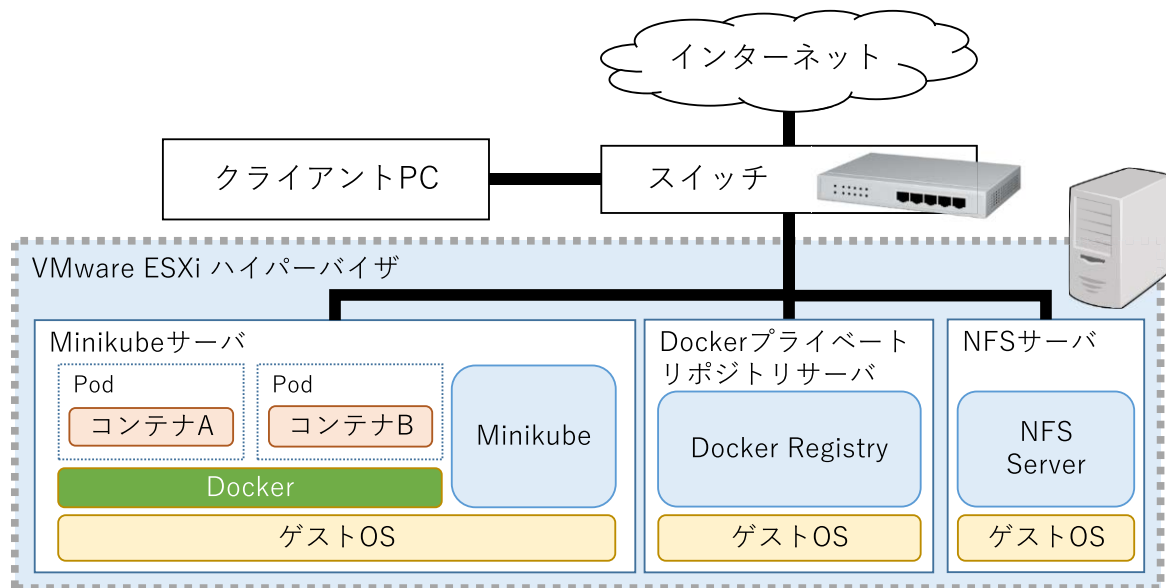 インターネット
クライアントPC
スイッチ
VMware ESXi ハイパーバイザ
Minikubeサーバ
Pod
コンテナA
Pod
コンテナB
Minikube
Docker
ゲストOS
Dockerプライベート
リポジトリサーバ
Docker Registry
ゲストOS
NFSサーバ
NFS
Server
ゲストOS